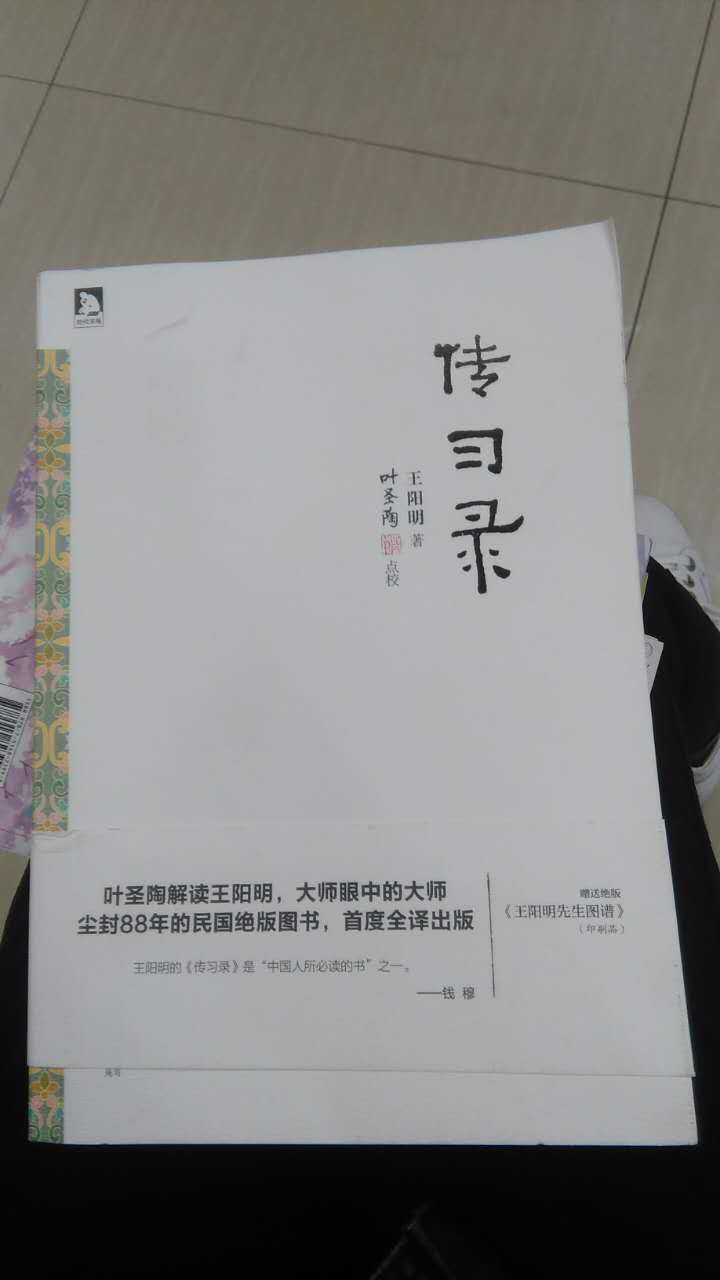 传习录
王阳明 著
叶圣陶 点校
叶圣陶解读王阳明，大师眼中的大师
尘封88年的民国绝版图书，首度全译出版
王阳明的《传习录》是“中国人所必读的书”之一。
——钱 穆
赠送绝版
《王阳明先生图谱》
（印刷品）